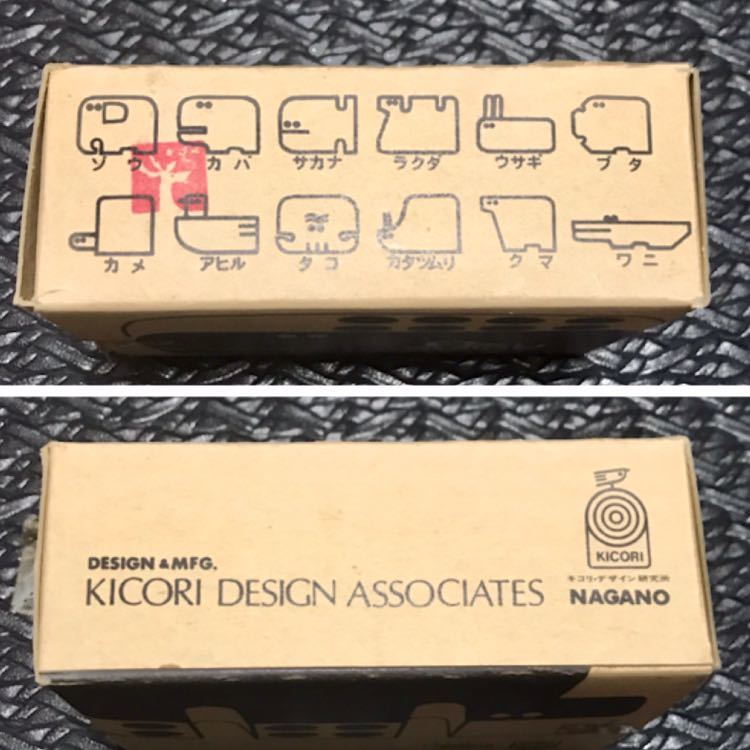 ゾウ カバ サカナ ラクダ ウサギ ブタ
カメ アヒル タコ カタツムリ クマ ワニ
DESIGN & MFG.
KICORI DESIGN ASSOCIATES
KICORI
キコリ・デザイン研究所
NAGANO